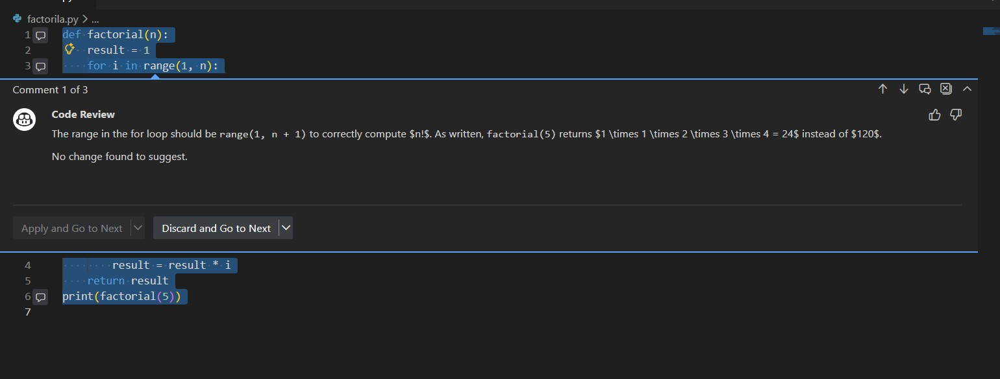 factorila.py > ...
1 def factorial(n):
2 result = 1
3 for i in range(1, n):
Comment 1 of 3
Code Review
The range in the for loop should be range(1, n + 1) to correctly compute $n!$. As written, factorial(5) returns $1 \times 1 \times 2 \times 3 \times 4 = 24$ instead of $120$.
No change found to suggest.
Apply and Go to Next
Discard and Go to Next
4 result = result * i
5 return result
6 print(factorial(5))
7